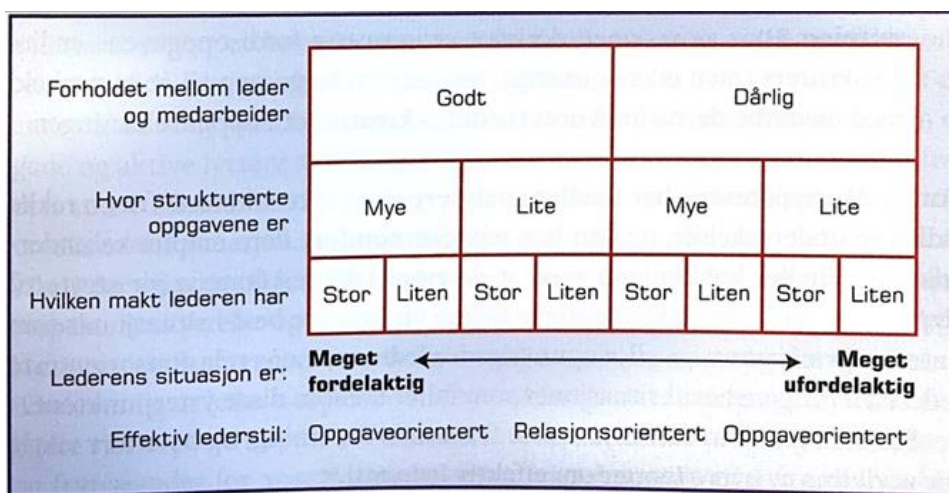 Forholdet mellom leder
og medarbeider
Godt
Dårlig
Hvor strukturerte
oppgavene er
Mye
Lite
Mye
Lite
Hvilken makt lederen har
Stor
Liten
Stor
Liten
Stor
Liten
Stor
Liten
Lederens situasjon er:
Meget
fordelaktig
Meget
ufordelaktig
Effektiv lederstil:
Oppgaveorientert
Relasjonsorientert
Oppgaveorientert